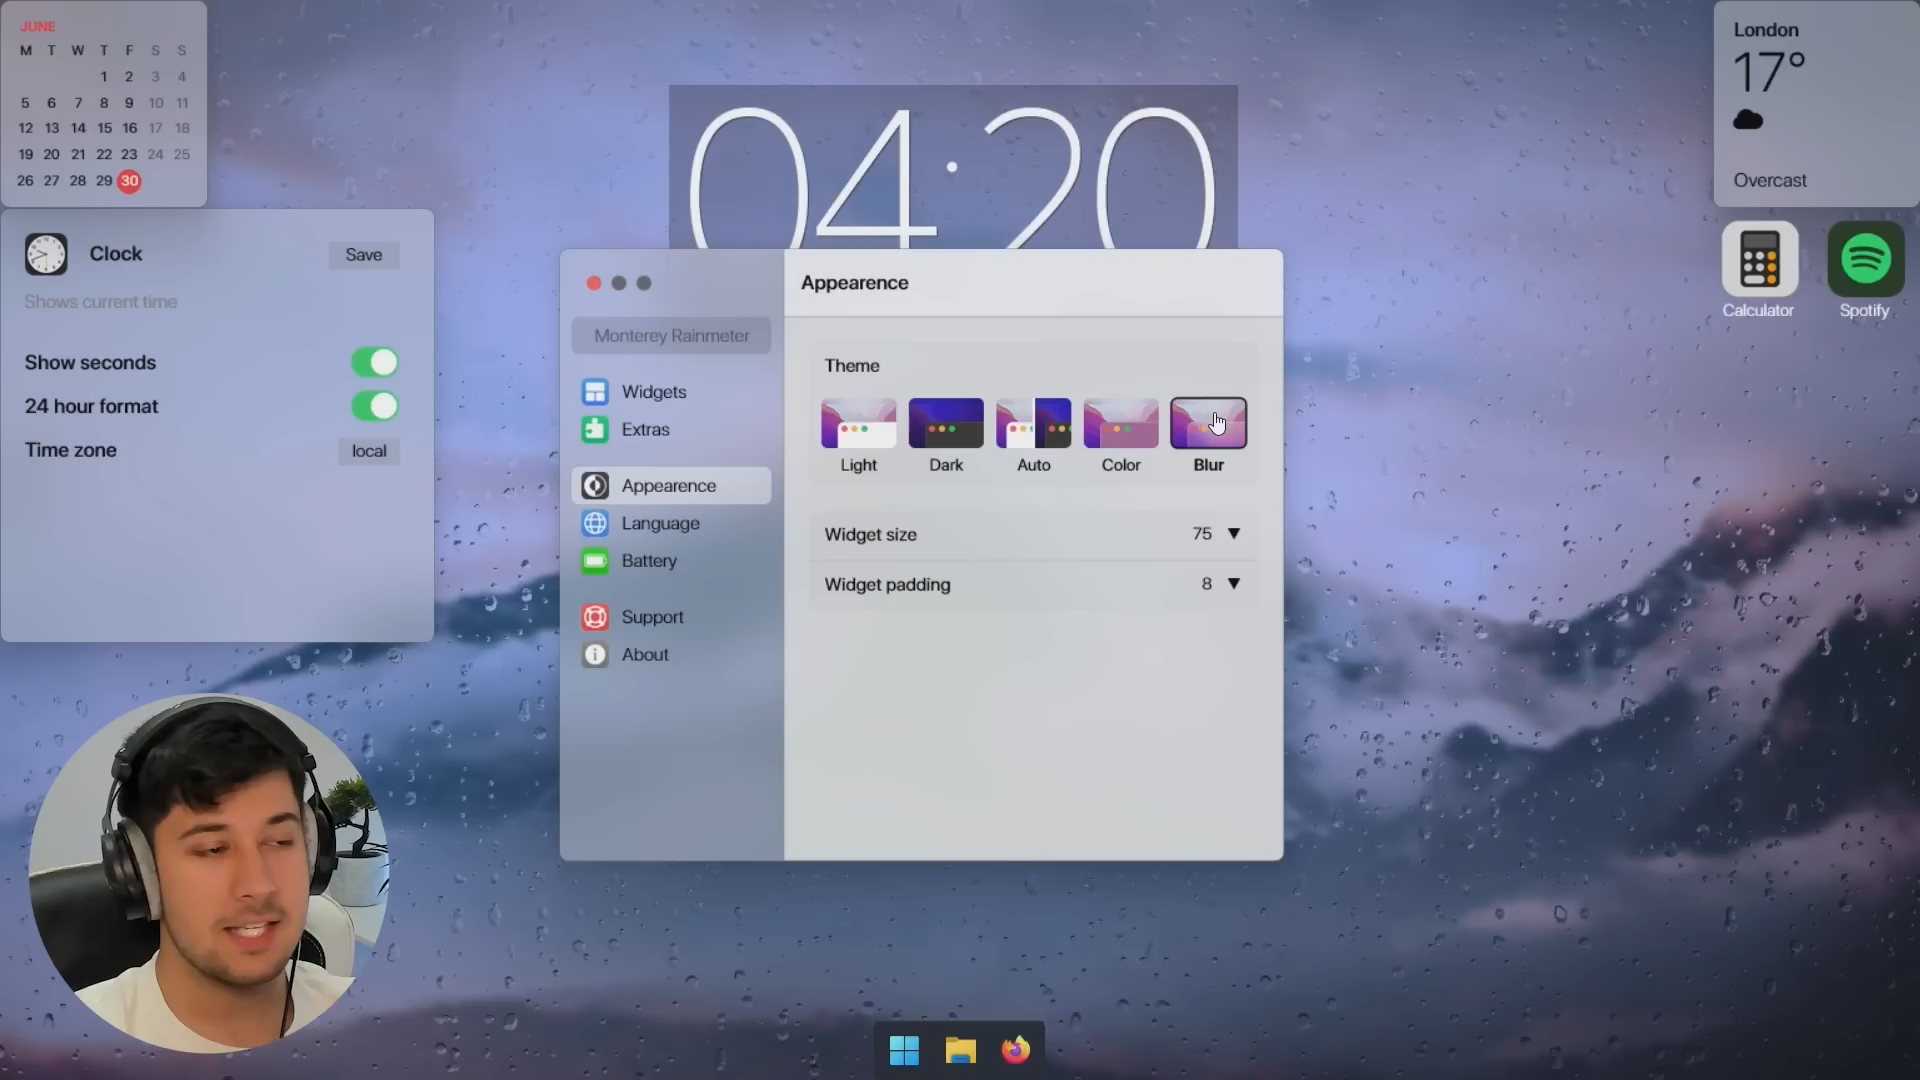 JUNE
M T W T F S S
1 2 3 4
5 6 7 8 9 10 11
12 13 14 15 16 17 18
19 20 21 22 23 24 25
26 27 28 29 30
Clock
Save
Shows current time
Show seconds
24 hour format
Time zone
local
04:20
Monterey Rainmeter
Widgets
Extras
Appearence
Language
Battery
Support
About
Appearence
Theme
Light
Dark
Auto
Color
Blur
Widget size
75
Widget padding
8
London
17°
Overcast
Calculator
Spotify